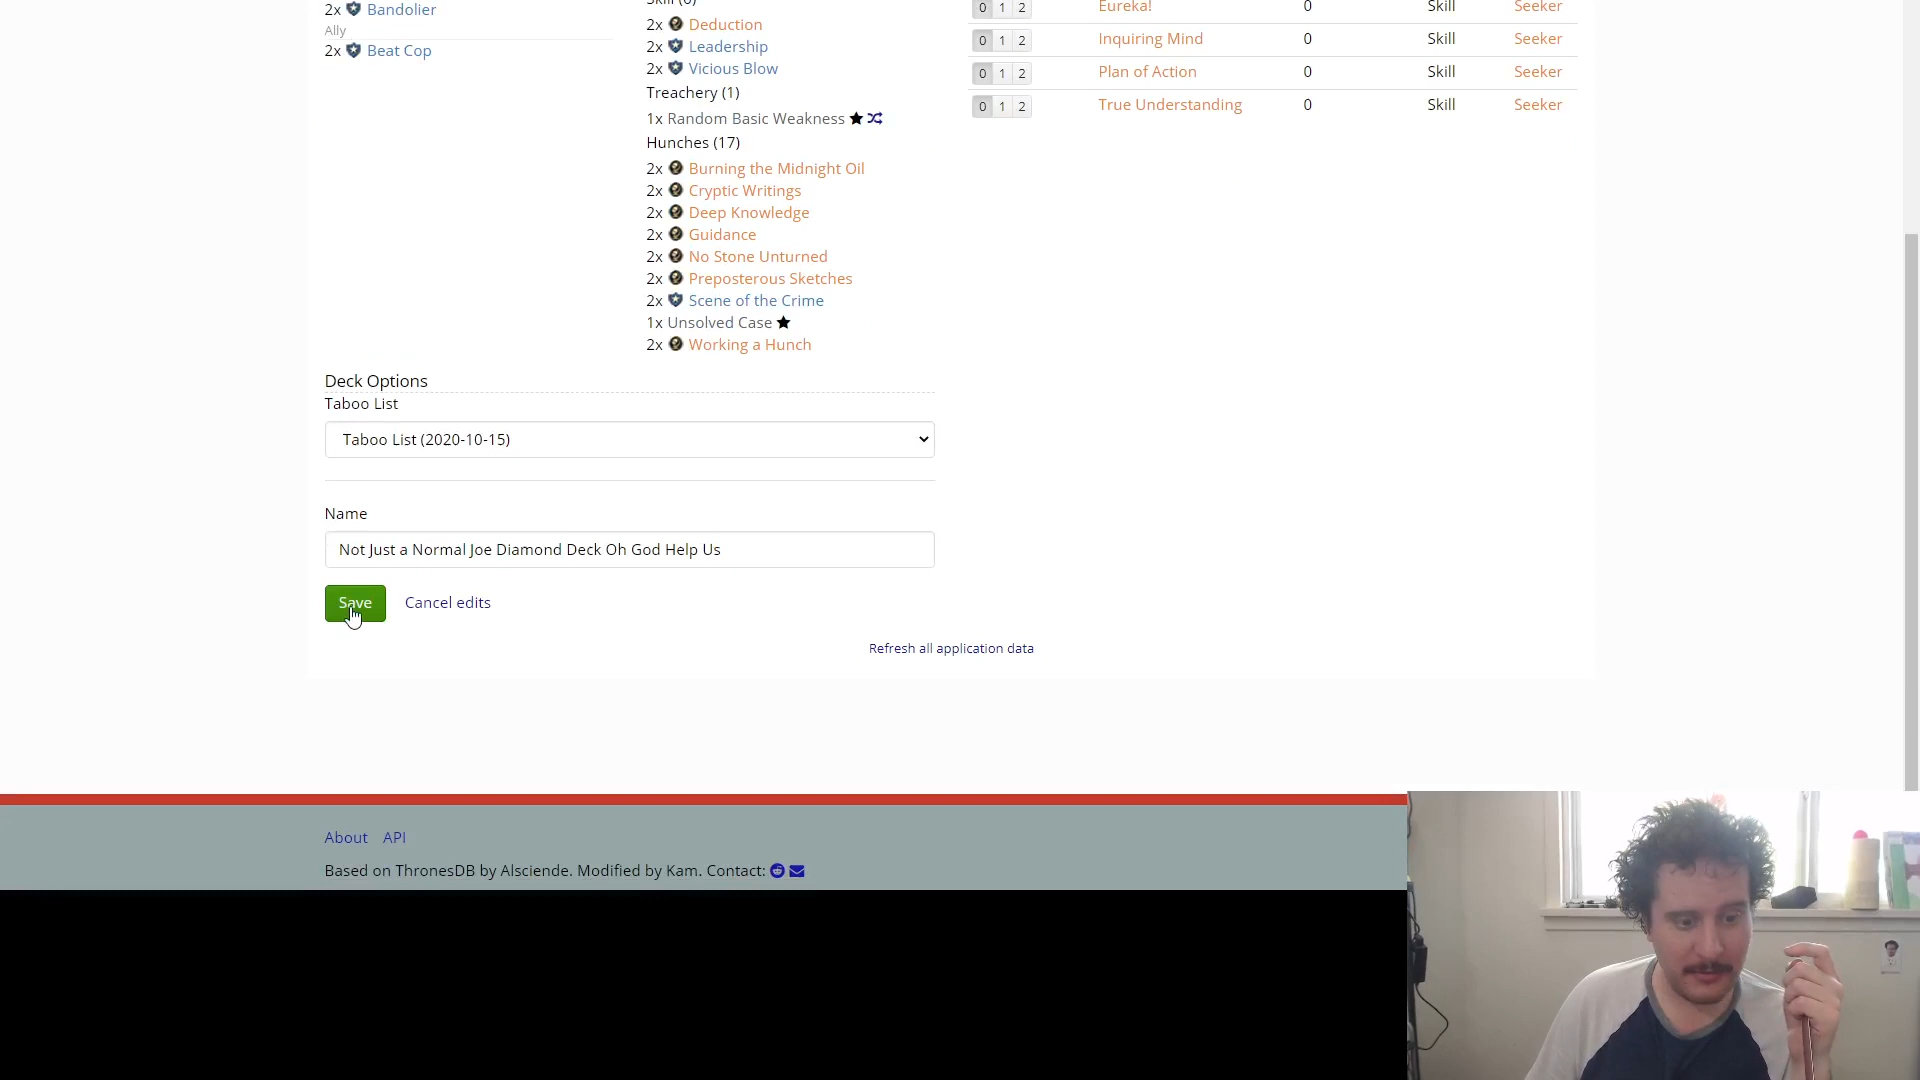 2x Bandolier
Ally
2x Beat Cop
Skill (6)
2x Deduction
2x Leadership
2x Vicious Blow
Treachery (1)
1x Random Basic Weakness
Hunches (17)
2x Burning the Midnight Oil
2x Cryptic Writings
2x Deep Knowledge
2x Guidance
2x No Stone Unturned
2x Preposterous Sketches
2x Scene of the Crime
1x Unsolved Case
2x Working a Hunch
0 1 2 Eureka! 0 Skill Seeker
0 1 2 Inquiring Mind 0 Skill Seeker
0 1 2 Plan of Action 0 Skill Seeker
0 1 2 True Understanding 0 Skill Seeker
Deck Options
Taboo List
Taboo List (2020-10-15)
Name
Not Just a Normal Joe Diamond Deck Oh God Help Us
Save Cancel edits
Refresh all application data
About API
Based on ThronesDB by Alsciende. Modified by Kam. Contact: